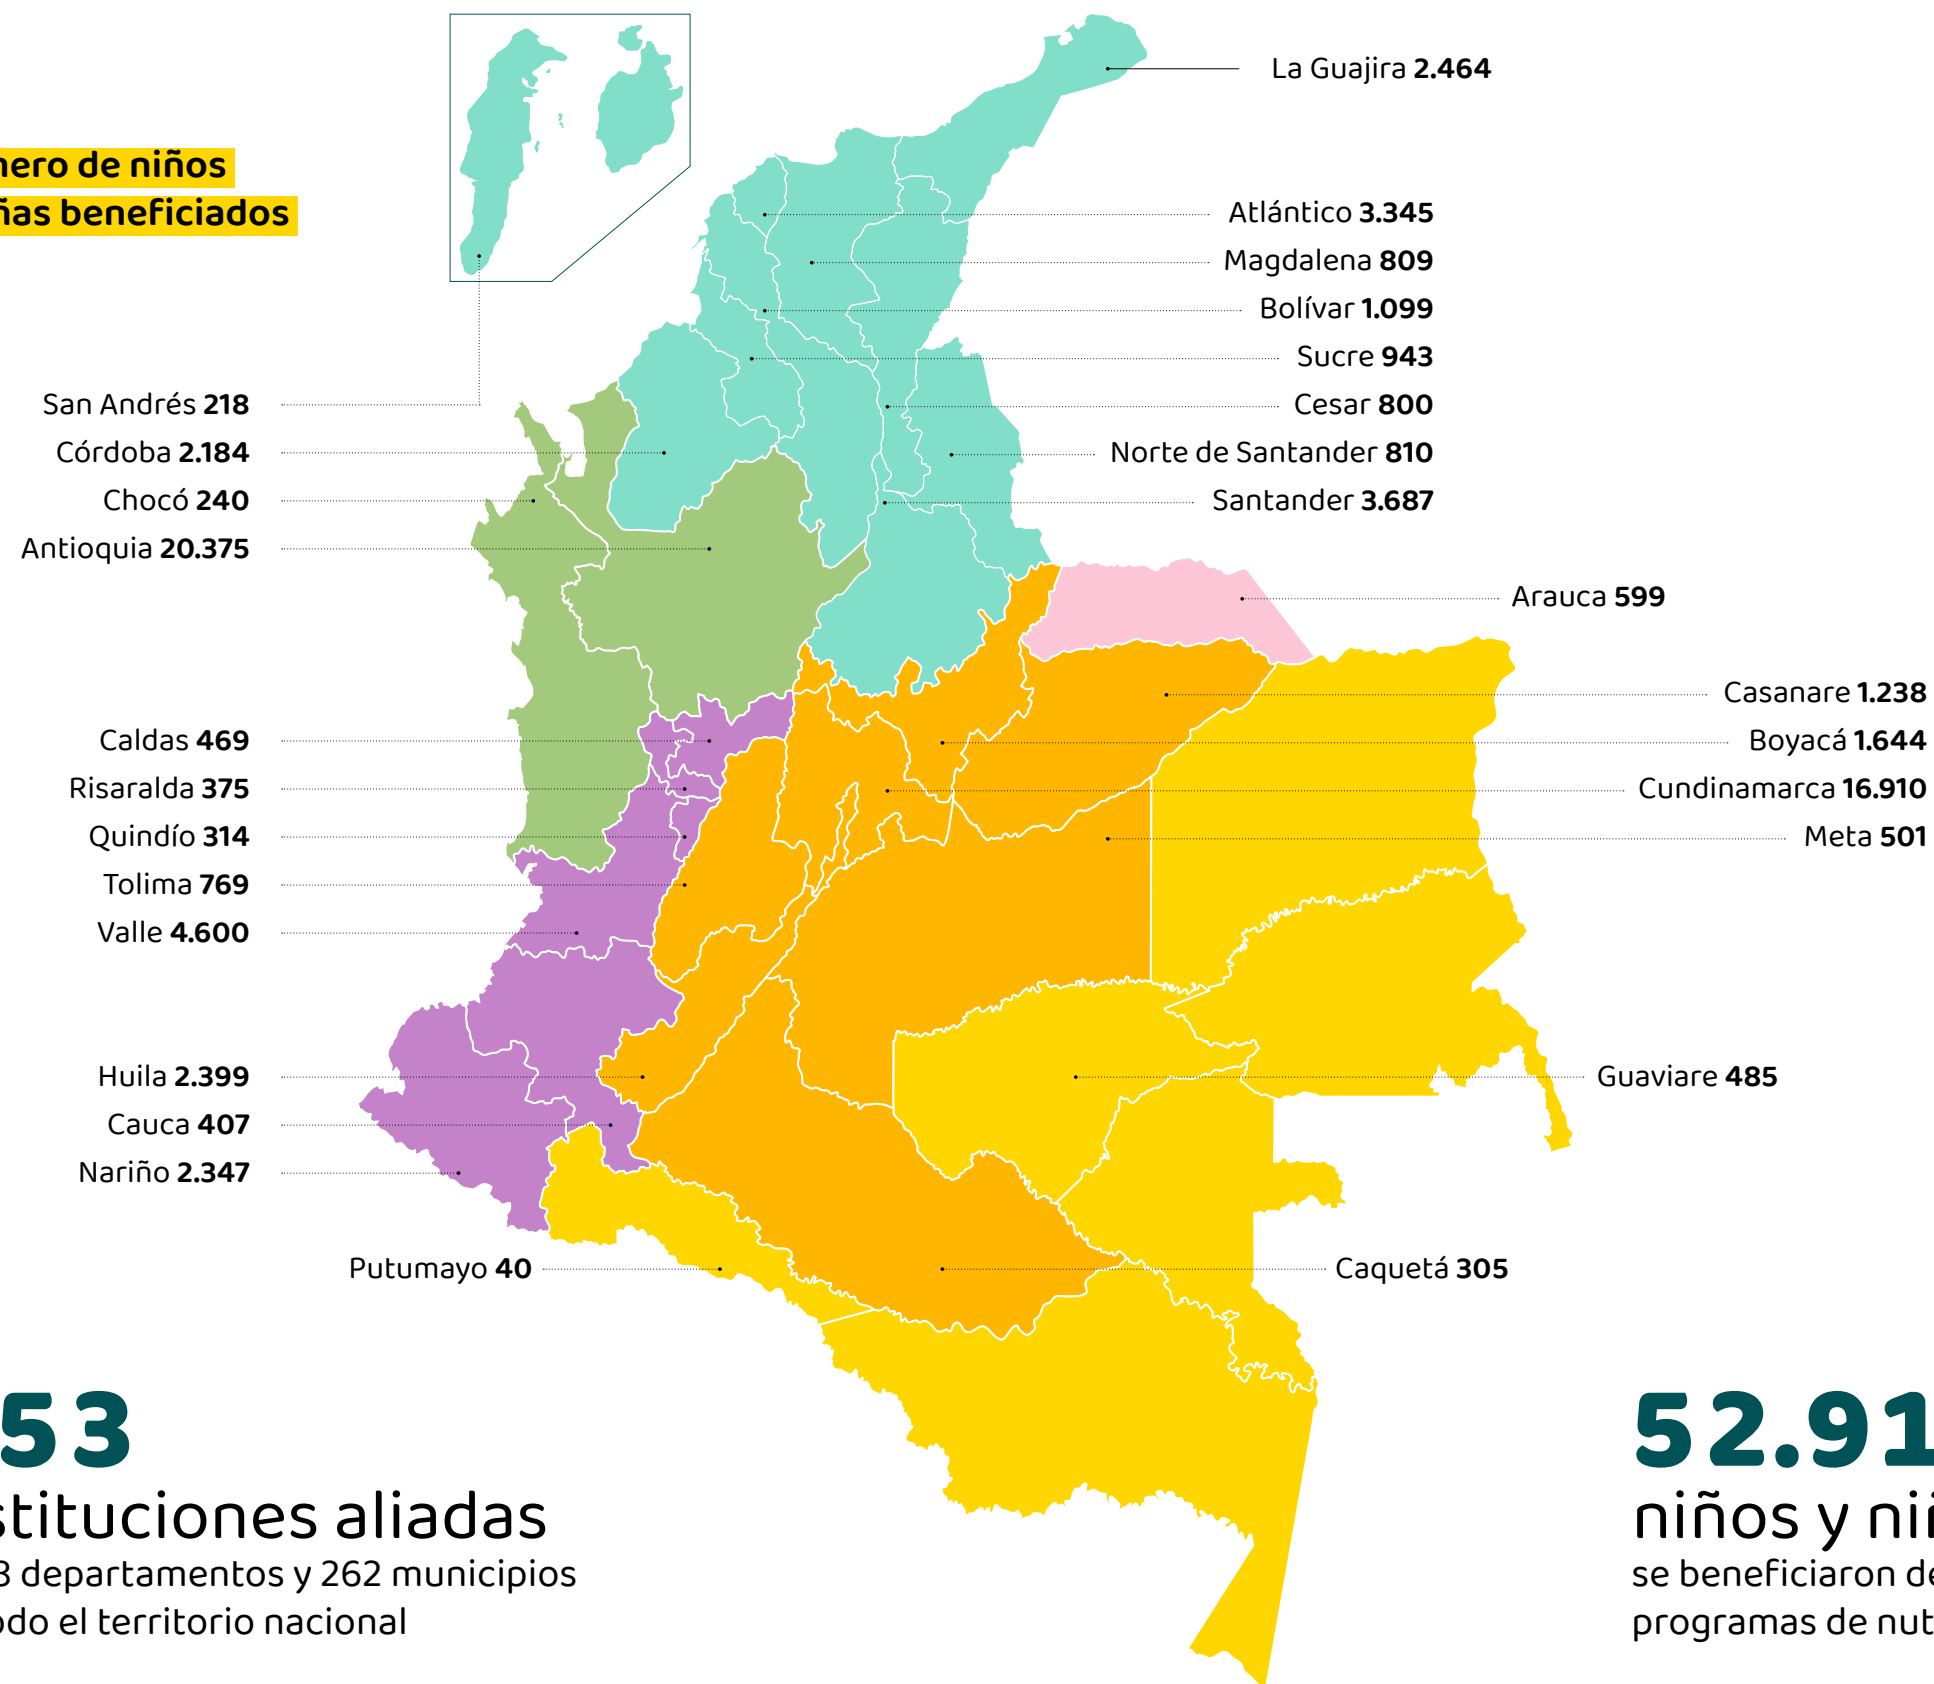 niños
ñas beneficiados
La Guajira 2.464
Atlántico 3.345
Magdalena 809
Bolívar 1.099
Sucre 943
Cesar 800
Norte de Santander 810
Santander 3.687
San Andrés 218
Córdoba 2.184
Chocó 240
Antioquia 20.375
Arauca 599
Casanare 1.238
Boyacá 1.644
Cundinamarca 16.910
Meta 501
Caldas 469
Risaralda 375
Quindío 314
Tolima 769
Valle 4.600
Huila 2.399
Cauca 407
Nariño 2.347
Guaviare 485
Putumayo 40
Caquetá 305
53
stituciones aliadas
8 departamentos y 262 municipios
odo el territorio nacional
52.91
niños y niñ
se beneficiaron de
programas de nut